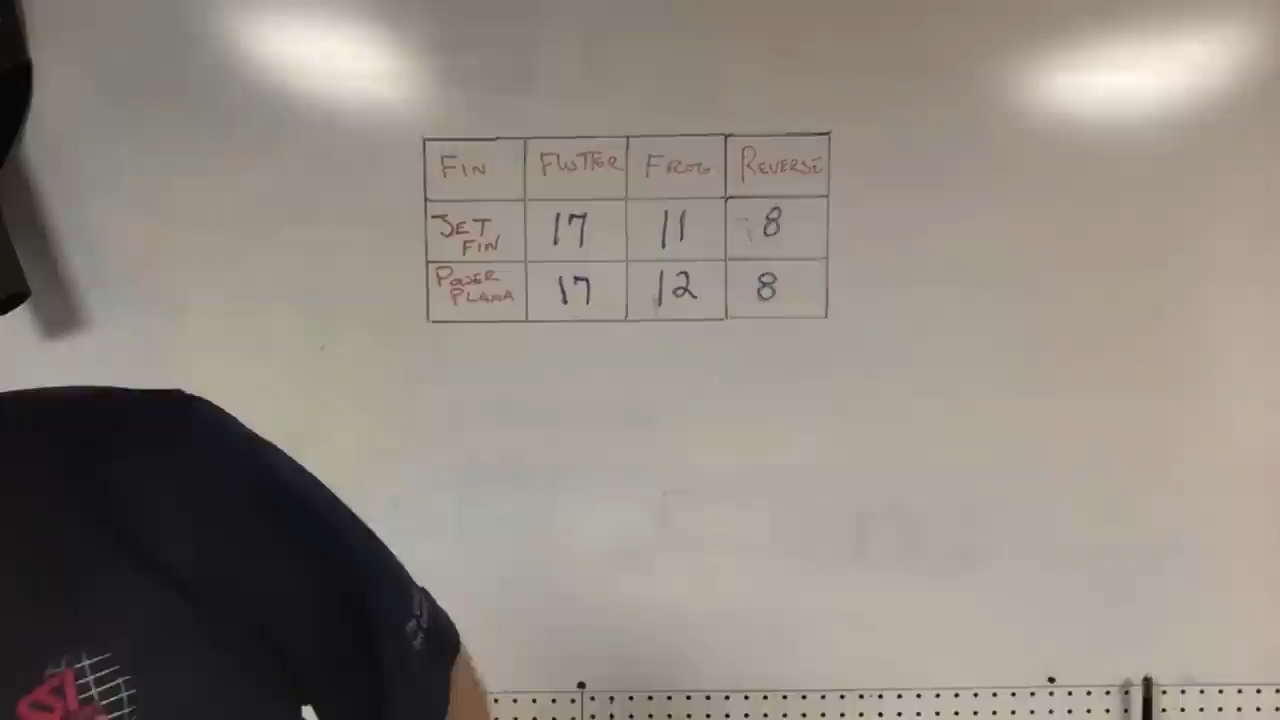 FIN FLUTTER FROG REVERSE
JET FIN 17 11 8
POWER PLANA 17 12 8